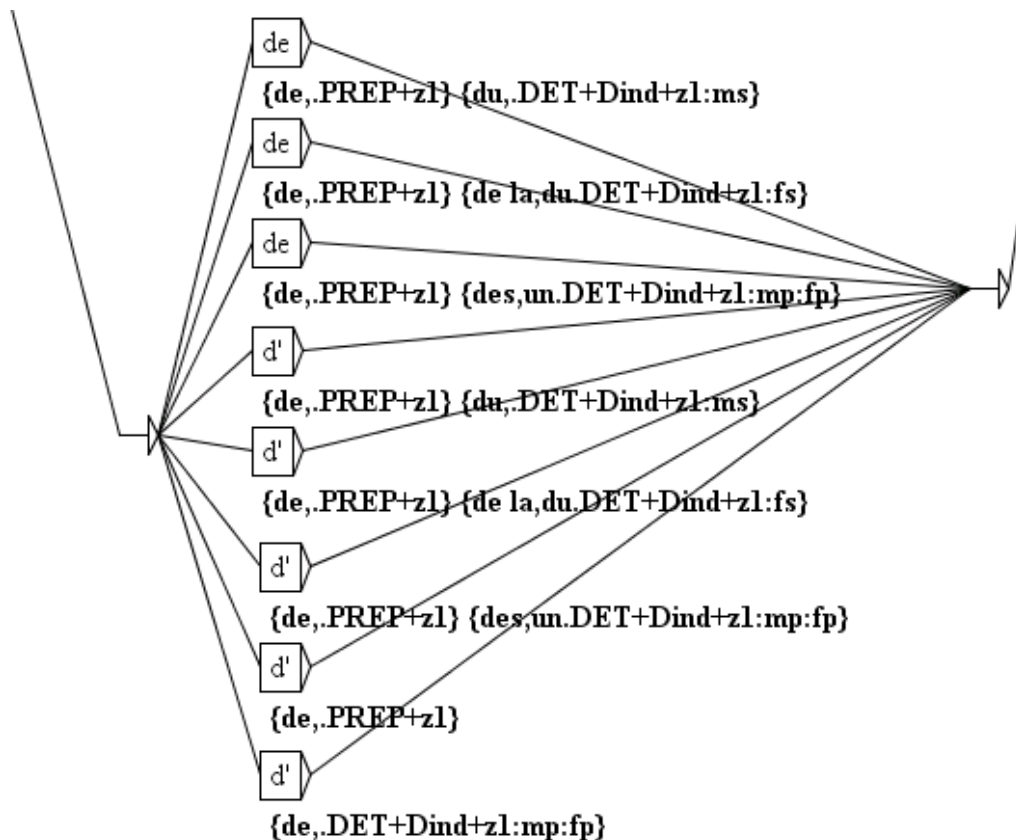 de
{de,.PREP+z1} {du,.DET+Dind+z1:ms}
de
{de,.PREP+z1} {de la,du.DET+Dind+z1:fs}
de
{de,.PREP+z1} {des,un.DET+Dind+z1:mp:fp}
d'
{de,.PREP+z1} {du,.DET+Dind+z1:ms}
d'
{de,.PREP+z1} {de la,du.DET+Dind+z1:fs}
d'
{de,.PREP+z1} {des,un.DET+Dind+z1:mp:fp}
d'
{de,.PREP+z1}
d'
{de,.DET+Dind+z1:mp:fp}